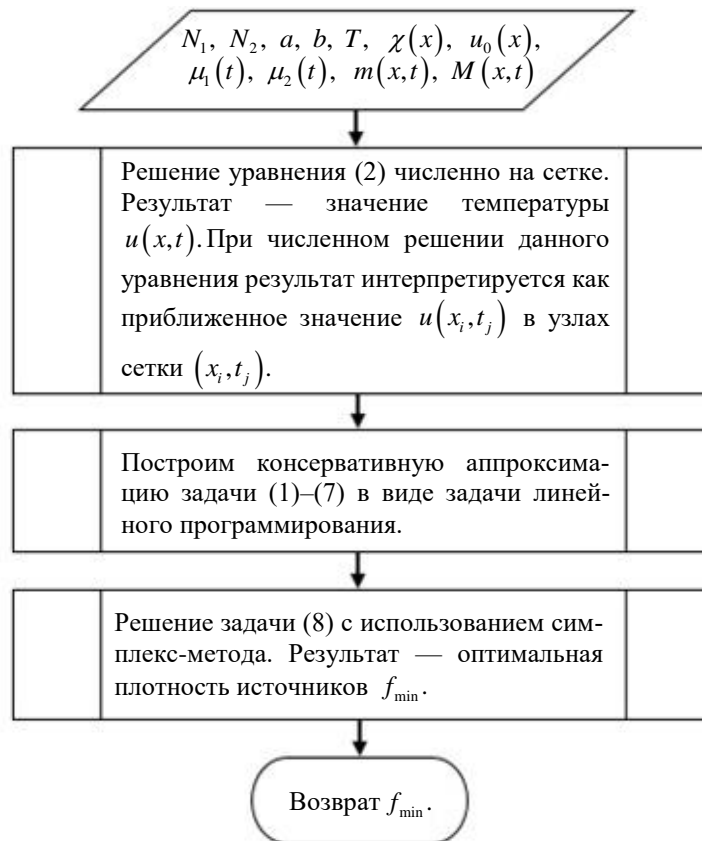 N₁, N₂, a, b, T, χ(x), u₀(x),
μ₁(t), μ₂(t), m(x,t), M(x,t)
Решение уравнения (2) численно на сетке.
Результат — значение температуры
u(x,t). При численном решении данного
уравнения результат интерпретируется как
приближенное значение u(xᵢ,tⱼ) в узлах
сетки (xᵢ,tⱼ).
Построим консервативную аппроксима-
цию задачи (1)–(7) в виде задачи линей-
ного программирования.
Решение задачи (8) с использованием сим-
плекс-метода. Результат — оптимальная
плотность источников f_min.
Возврат f_min.